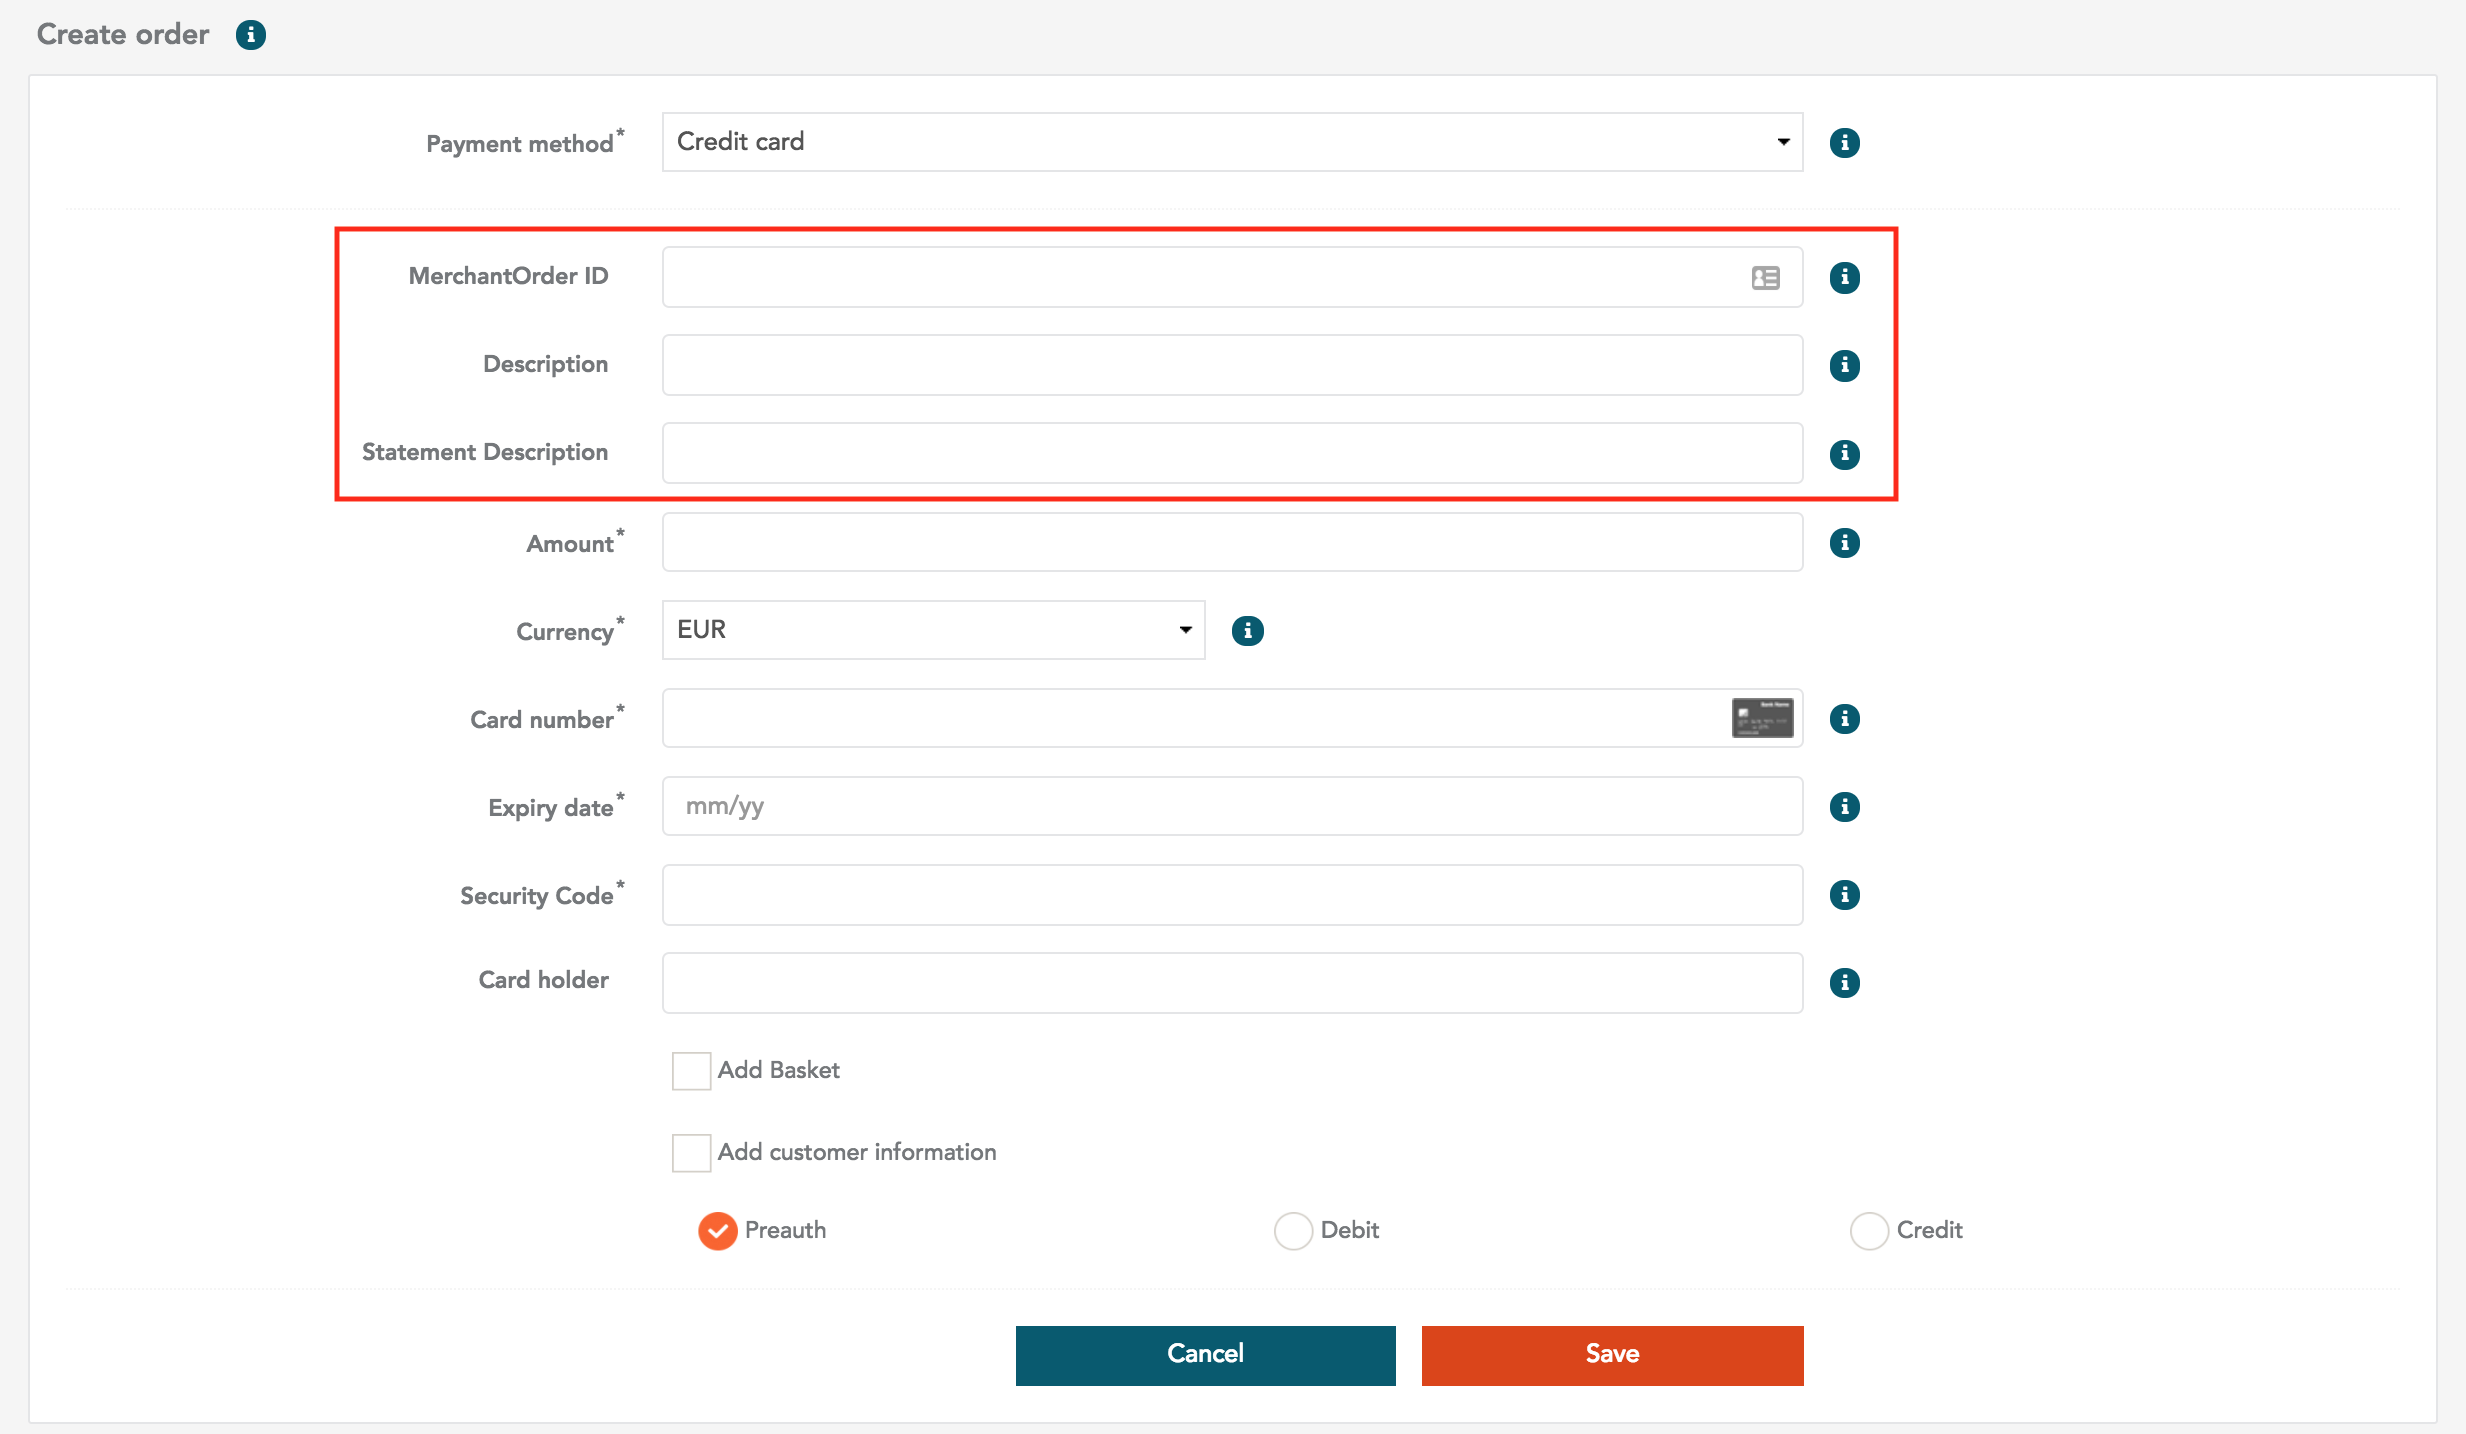 Create order
Payment method* Credit card
MerchantOrder ID
Description
Statement Description
Amount*
Currency* EUR
Card number*
Expiry date* mm/yy
Security Code*
Card holder
Add Basket
Add customer information
Preauth Debit Credit
Cancel Save